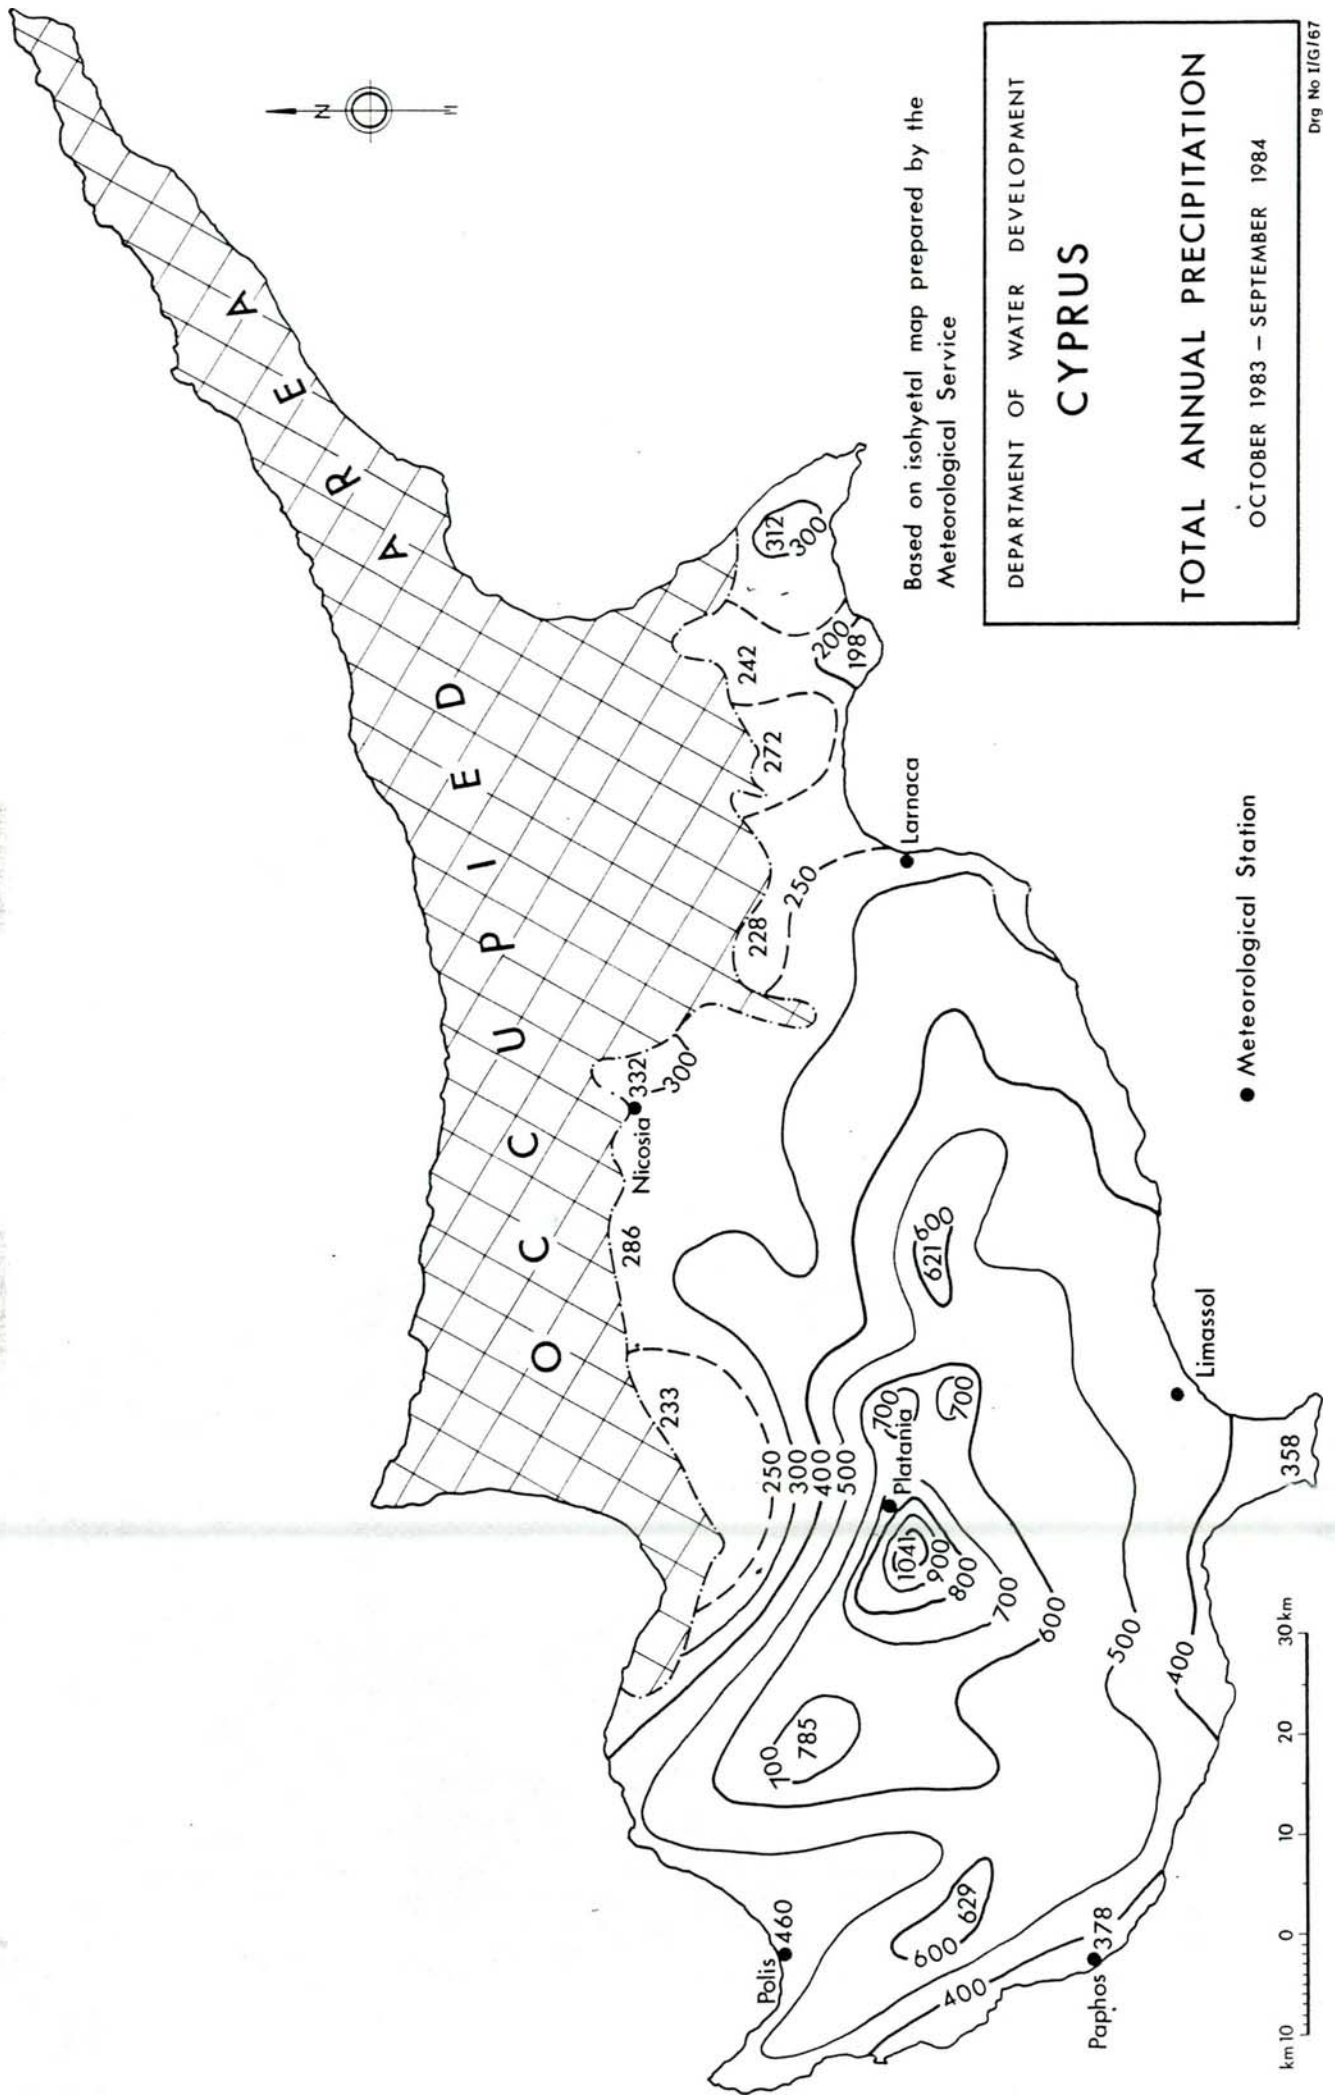 N
OCCUPIED AREA
Based on isohyetal map prepared by the
Meteorological Service
DEPARTMENT OF WATER DEVELOPMENT
CYPRUS
TOTAL ANNUAL PRECIPITATION
OCTOBER 1983 – SEPTEMBER 1984
Drg No I/G/67
Nicosia
332
300
286
233
228
250
272
242
200
198
312
300
Larnaca
250
300
400
500
700
Platania
700
1041
900
800
700
600
500
400
621
600
700
785
Polis
460
600
629
400
Paphos
378
Limassol
358
Meteorological Station
km 10 0 10 20 30 km